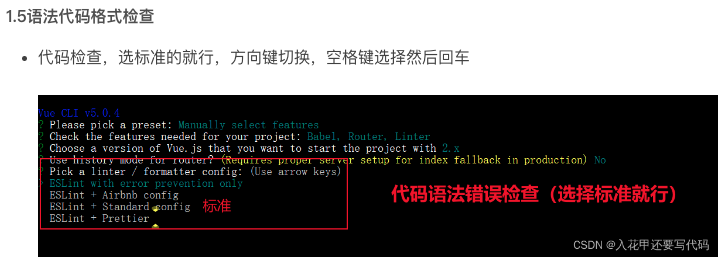 1.5语法代码格式检查
• 代码检查，选标准的就行，方向键切换，空格键选择然后回车
Vue CLI v5.0.4
? Please pick a preset: Manually select features
? Check the features needed for your project: Babel, Router, Linter
? Choose a version of Vue.js that you want to start the project with 2.x
? Use history mode for router? (Requires proper server setup for index fallback in production) No
? Pick a linter / formatter config: (Use arrow keys)
? ESLint with error prevention only
ESLint + Airbnb config
ESLint + Standard config 标准
ESLint + Prettier
代码语法错误检查（选择标准就行）
CSDN @入花甲还要写代码